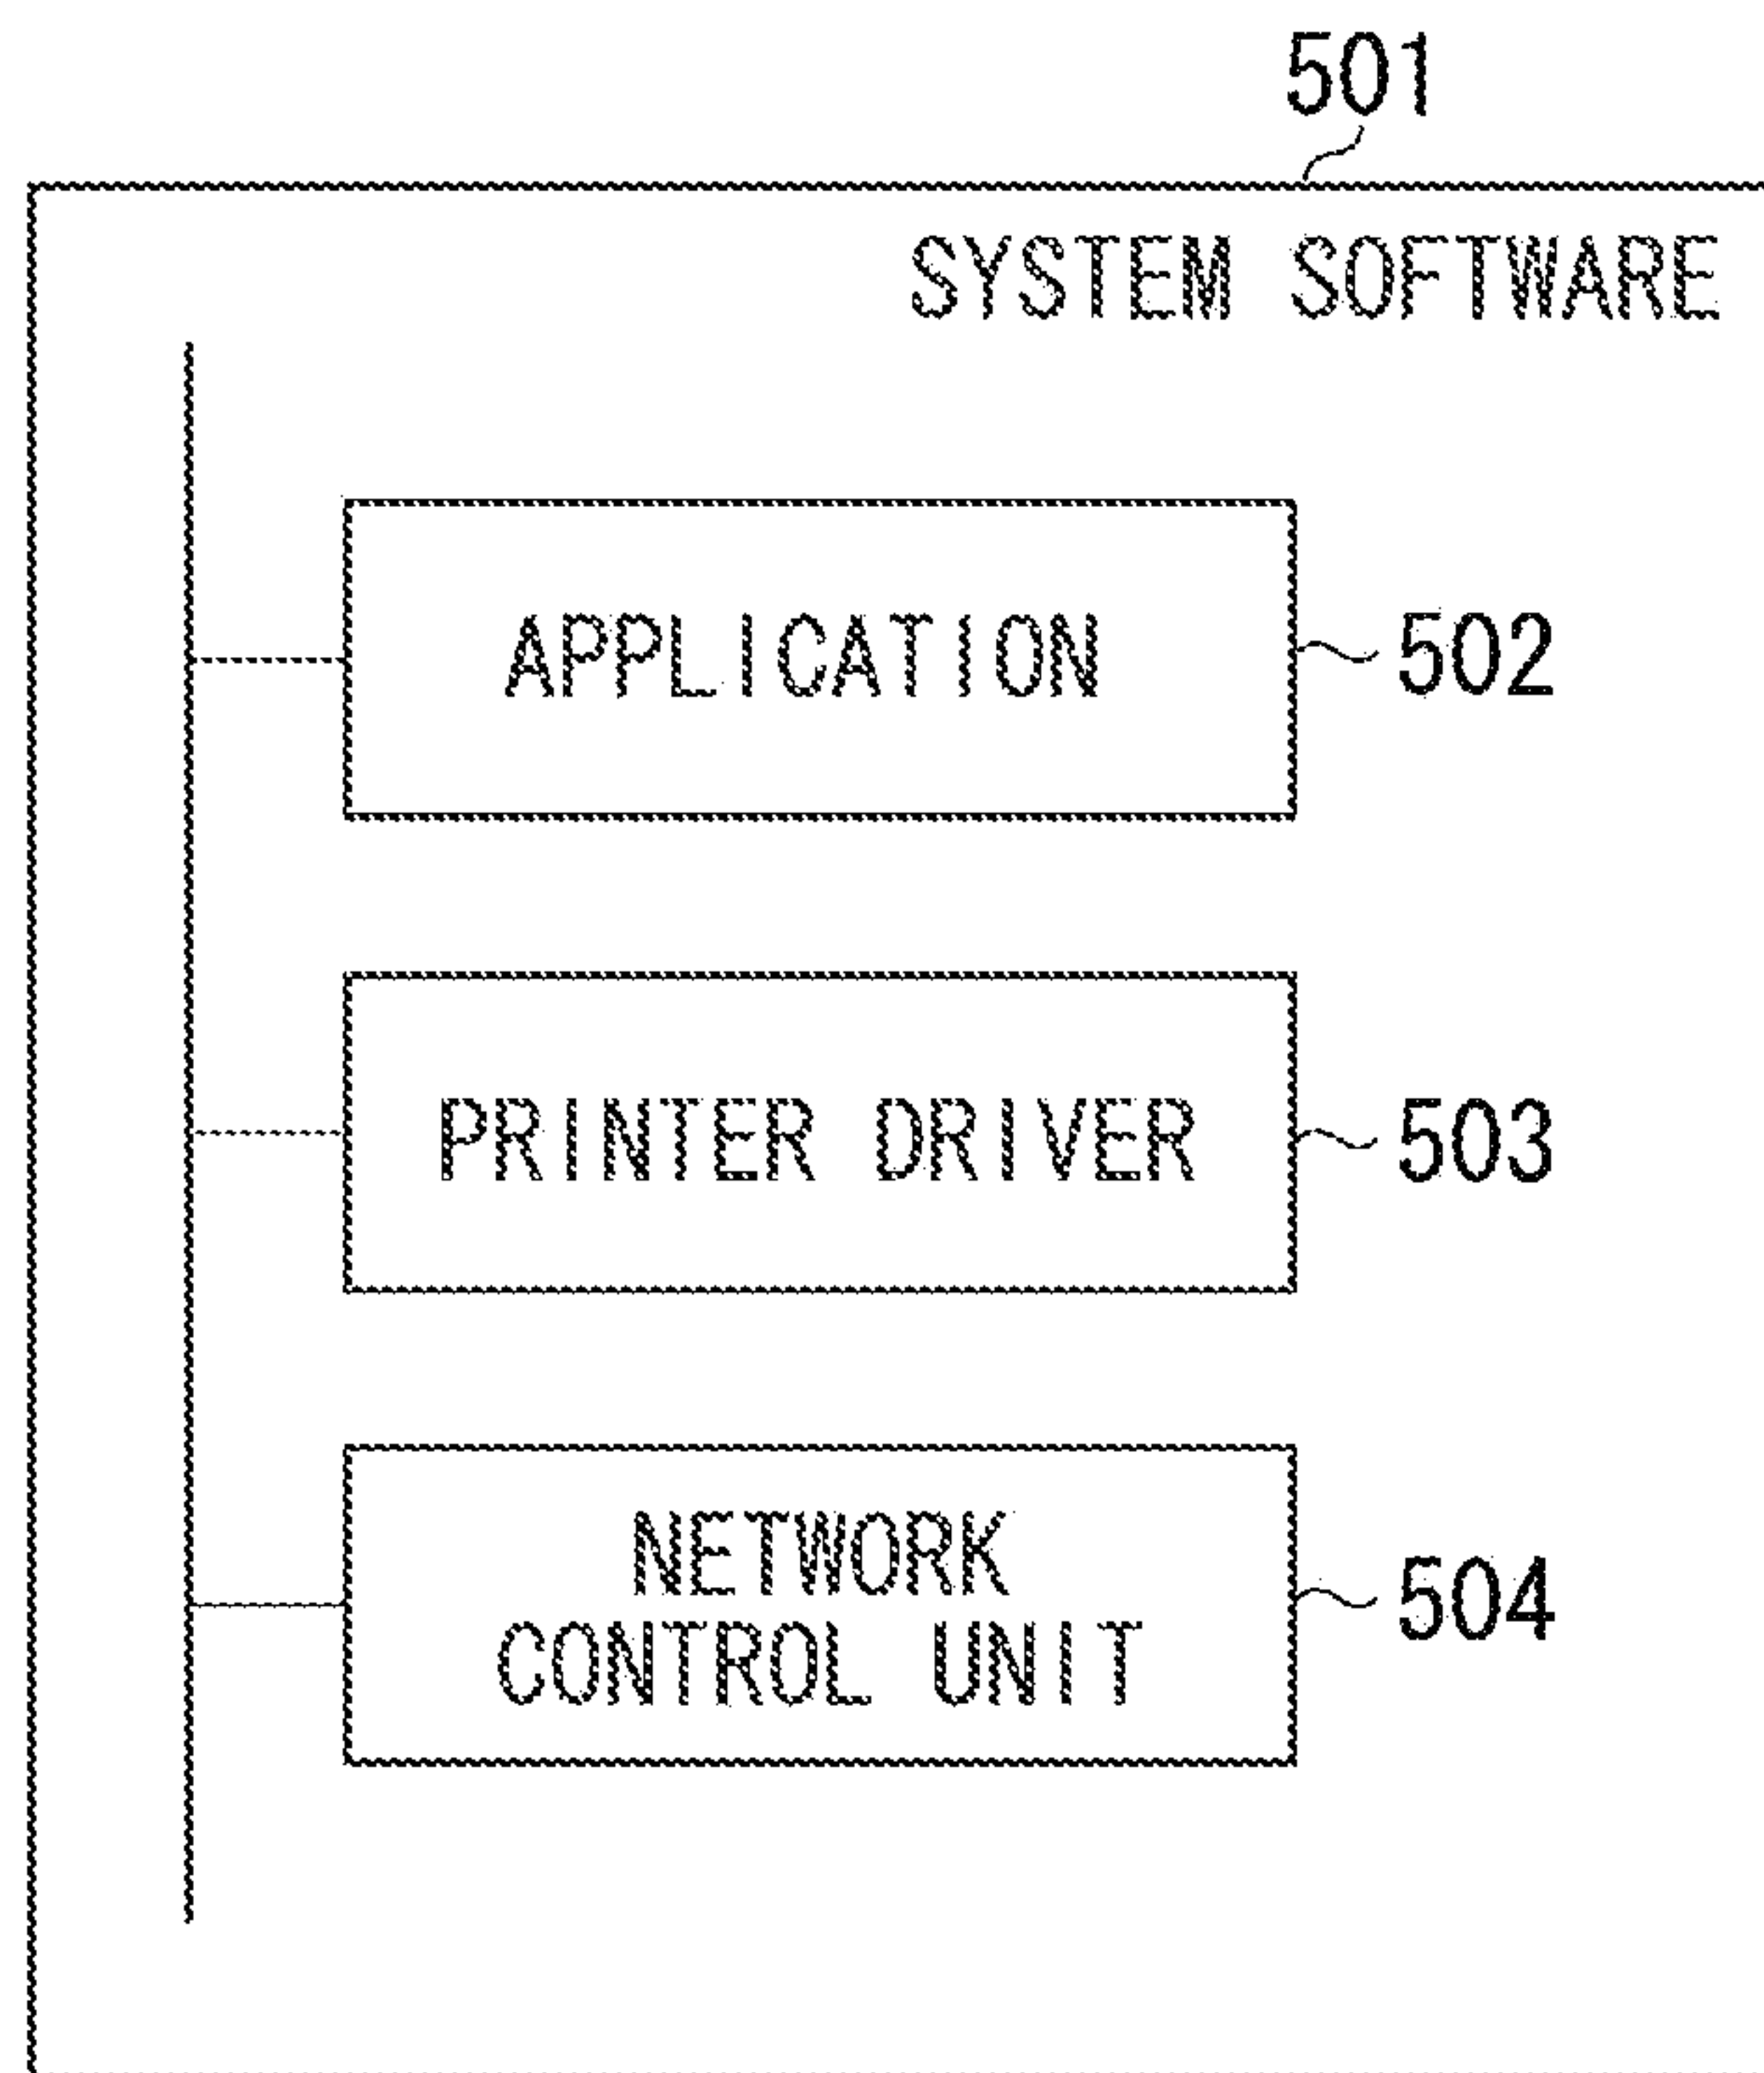 501
SYSTEM SOFTWARE
APPLICATION
502
PRINTER DRIVER
503
NETWORK
CONTROL UNIT
504